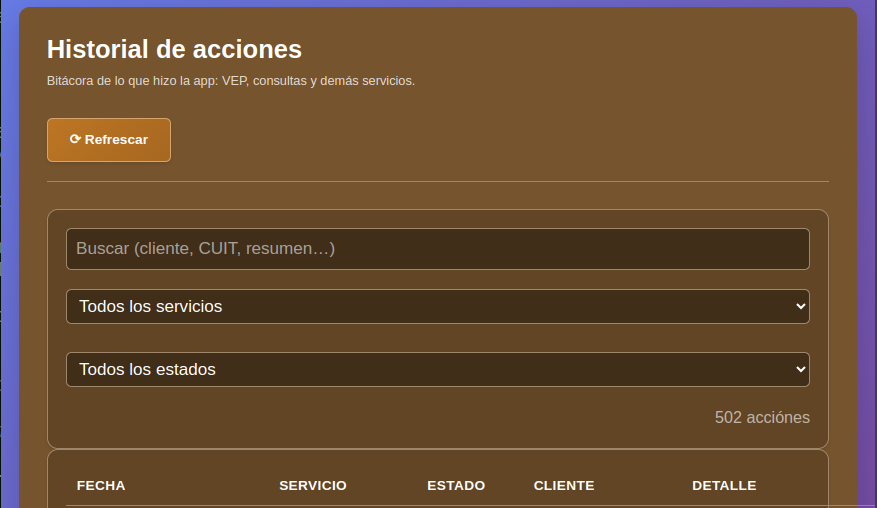 Historial de acciones
Bitácora de lo que hizo la app: VEP, consultas y demás servicios.
⟳ Refrescar
Buscar (cliente, CUIT, resumen…)
Todos los servicios
Todos los estados
502 acciónes
FECHA SERVICIO ESTADO CLIENTE DETALLE